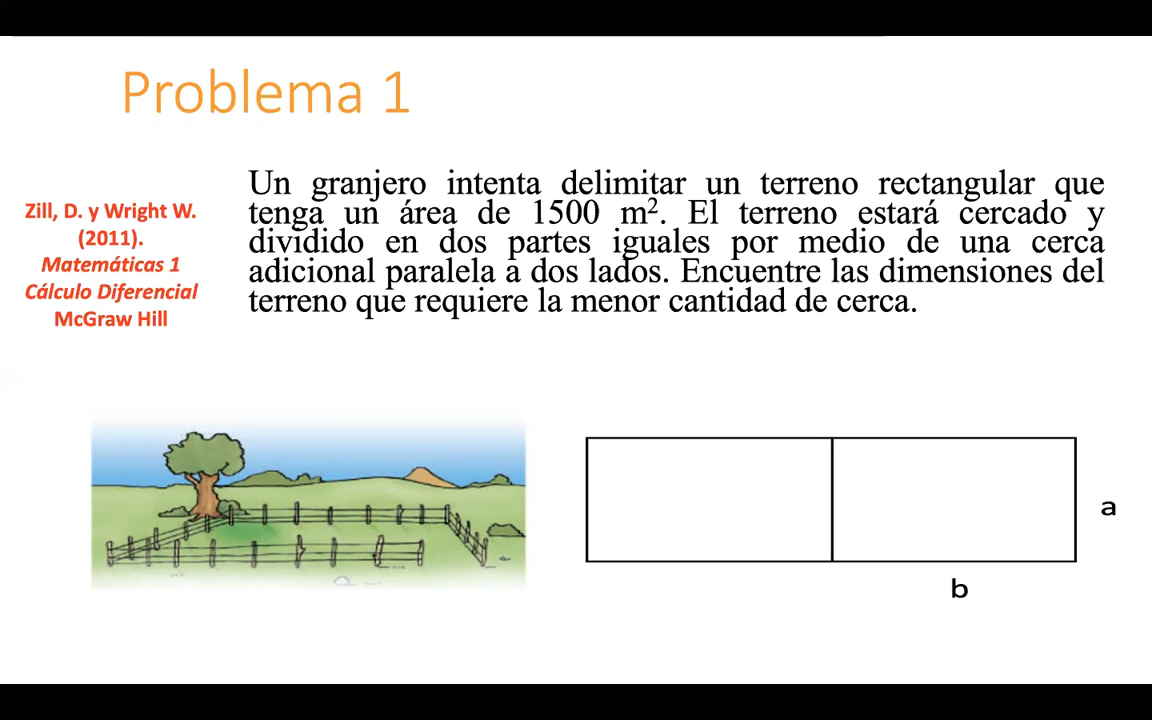 Problema 1
Zill, D. y Wright W.
(2011).
Matemáticas 1
Cálculo Diferencial
McGraw Hill
Un granjero intenta delimitar un terreno rectangular que
tenga un área de 1500 m². El terreno estará cercado y
dividido en dos partes iguales por medio de una cerca
adicional paralela a dos lados. Encuentre las dimensiones del
terreno que requiere la menor cantidad de cerca.
a
b